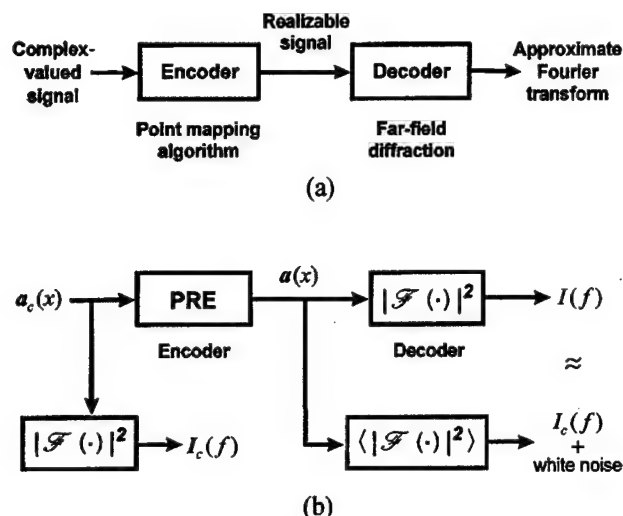 Complex-
valued
signal
Encoder
Realizable
signal
Decoder
Approximate
Fourier
transform
Point mapping
algorithm
Far-field
diffraction
(a)
a_c(x)
PRE
a(x)
|ℱ (·)|²
I(f)
Encoder
Decoder
≈
|ℱ (·)|²
I_c(f)
⟨|ℱ (·)|²⟩
I_c(f)
+
white noise
(b)